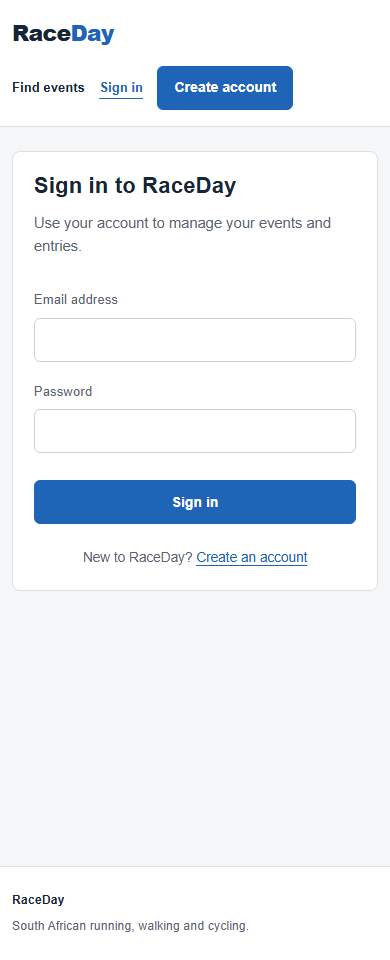 RaceDay
Find events Sign in Create account
Sign in to RaceDay
Use your account to manage your events and
entries.
Email address
Password
Sign in
New to RaceDay? Create an account
RaceDay
South African running, walking and cycling.